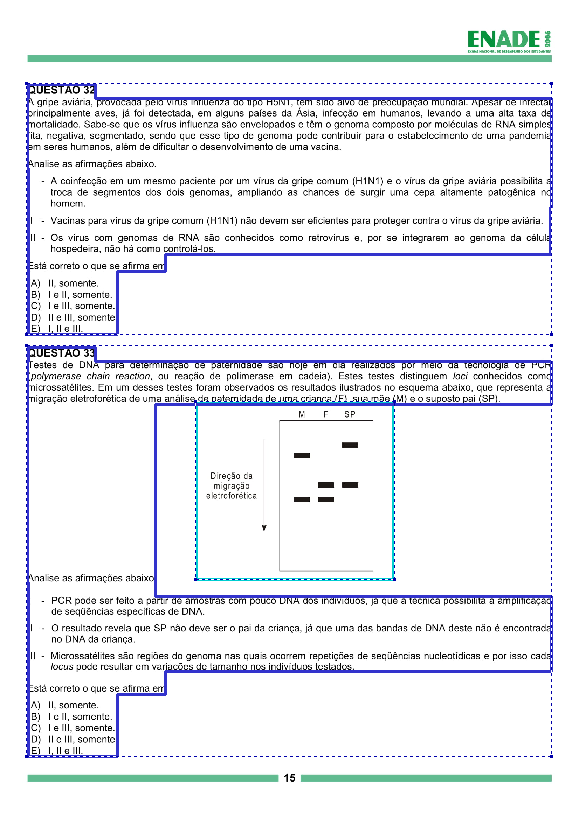 ENADE 2006
EXAME NACIONAL DE DESEMPENHO DOS ESTUDANTES
QUESTÃO 32
A gripe aviária, provocada pelo vírus influenza do tipo H5N1, tem sido alvo de preocupação mundial. Apesar de infectar
principalmente aves, já foi detectada, em alguns países da Ásia, infecção em humanos, levando a uma alta taxa de
mortalidade. Sabe-se que os vírus influenza são envelopados e têm o genoma composto por moléculas de RNA simples
fita, negativa, segmentado, sendo que esse tipo de genoma pode contribuir para o estabelecimento de uma pandemia
em seres humanos, além de dificultar o desenvolvimento de uma vacina.
Analise as afirmações abaixo.
- A coinfecção em um mesmo paciente por um vírus da gripe comum (H1N1) e o vírus da gripe aviária possibilita a
troca de segmentos dos dois genomas, ampliando as chances de surgir uma cepa altamente patogênica no
homem.
II - Vacinas para vírus da gripe comum (H1N1) não devem ser eficientes para proteger contra o vírus da gripe aviária.
III - Os vírus com genomas de RNA são conhecidos como retrovírus e, por se integrarem ao genoma da célula
hospedeira, não há como controlá-los.
Está correto o que se afirma em
A) II, somente.
B) I e II, somente.
C) I e III, somente.
D) II e III, somente
E) I, II e III.
QUESTÃO 33
Testes de DNA para determinação de paternidade são hoje em dia realizados por meio da tecnologia de PCR
(polymerase chain reaction, ou reação de polimerase em cadeia). Estes testes distinguem loci conhecidos como
microssatélites. Em um desses testes foram observados os resultados ilustrados no esquema abaixo, que representa a
migração eletroforética de uma análise de paternidade de uma criança (F), sua mãe (M) e o suposto pai (SP).
M F SP
Direção da
migração
eletroforética
Analise as afirmações abaixo
- PCR pode ser feito a partir de amostras com pouco DNA dos indivíduos, já que a técnica possibilita a amplificação
de seqüências específicas de DNA.
II - O resultado revela que SP não deve ser o pai da criança, já que uma das bandas de DNA deste não é encontrada
no DNA da criança.
III - Microssatélites são regiões do genoma nas quais ocorrem repetições de seqüências nucleotídicas e por isso cada
locus pode resultar em variações de tamanho nos indivíduos testados.
Está correto o que se afirma em
A) II, somente.
B) I e II, somente.
C) I e III, somente.
D) II e III, somente
E) I, II e III.
15